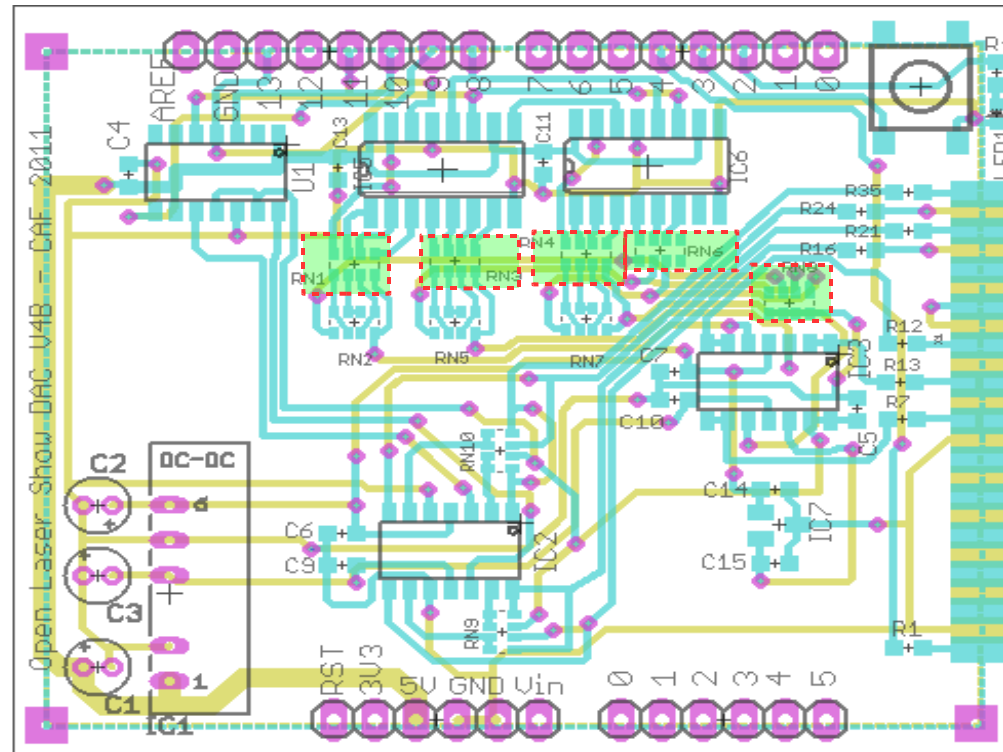 AREF
GND
13
12
11
10
9
8
7
6
5
4
3
2
1
0
C4
U1
C13
IC5
C11
IC6
R35
R24
R21
R16
RN1
RN3
RN4
RN6
RN2
RN5
RN7
C7
C10
IC3
C5
R12
R13
R7
Open Laser Show DAC V4B - CAF 2011
C2
DC-DC
6
C3
C1
1
IC1
RN10
C6
C9
IC2
RN9
C14
IC7
C15
R1
RST
3V3
5V
GND
Vin
0
1
2
3
4
5